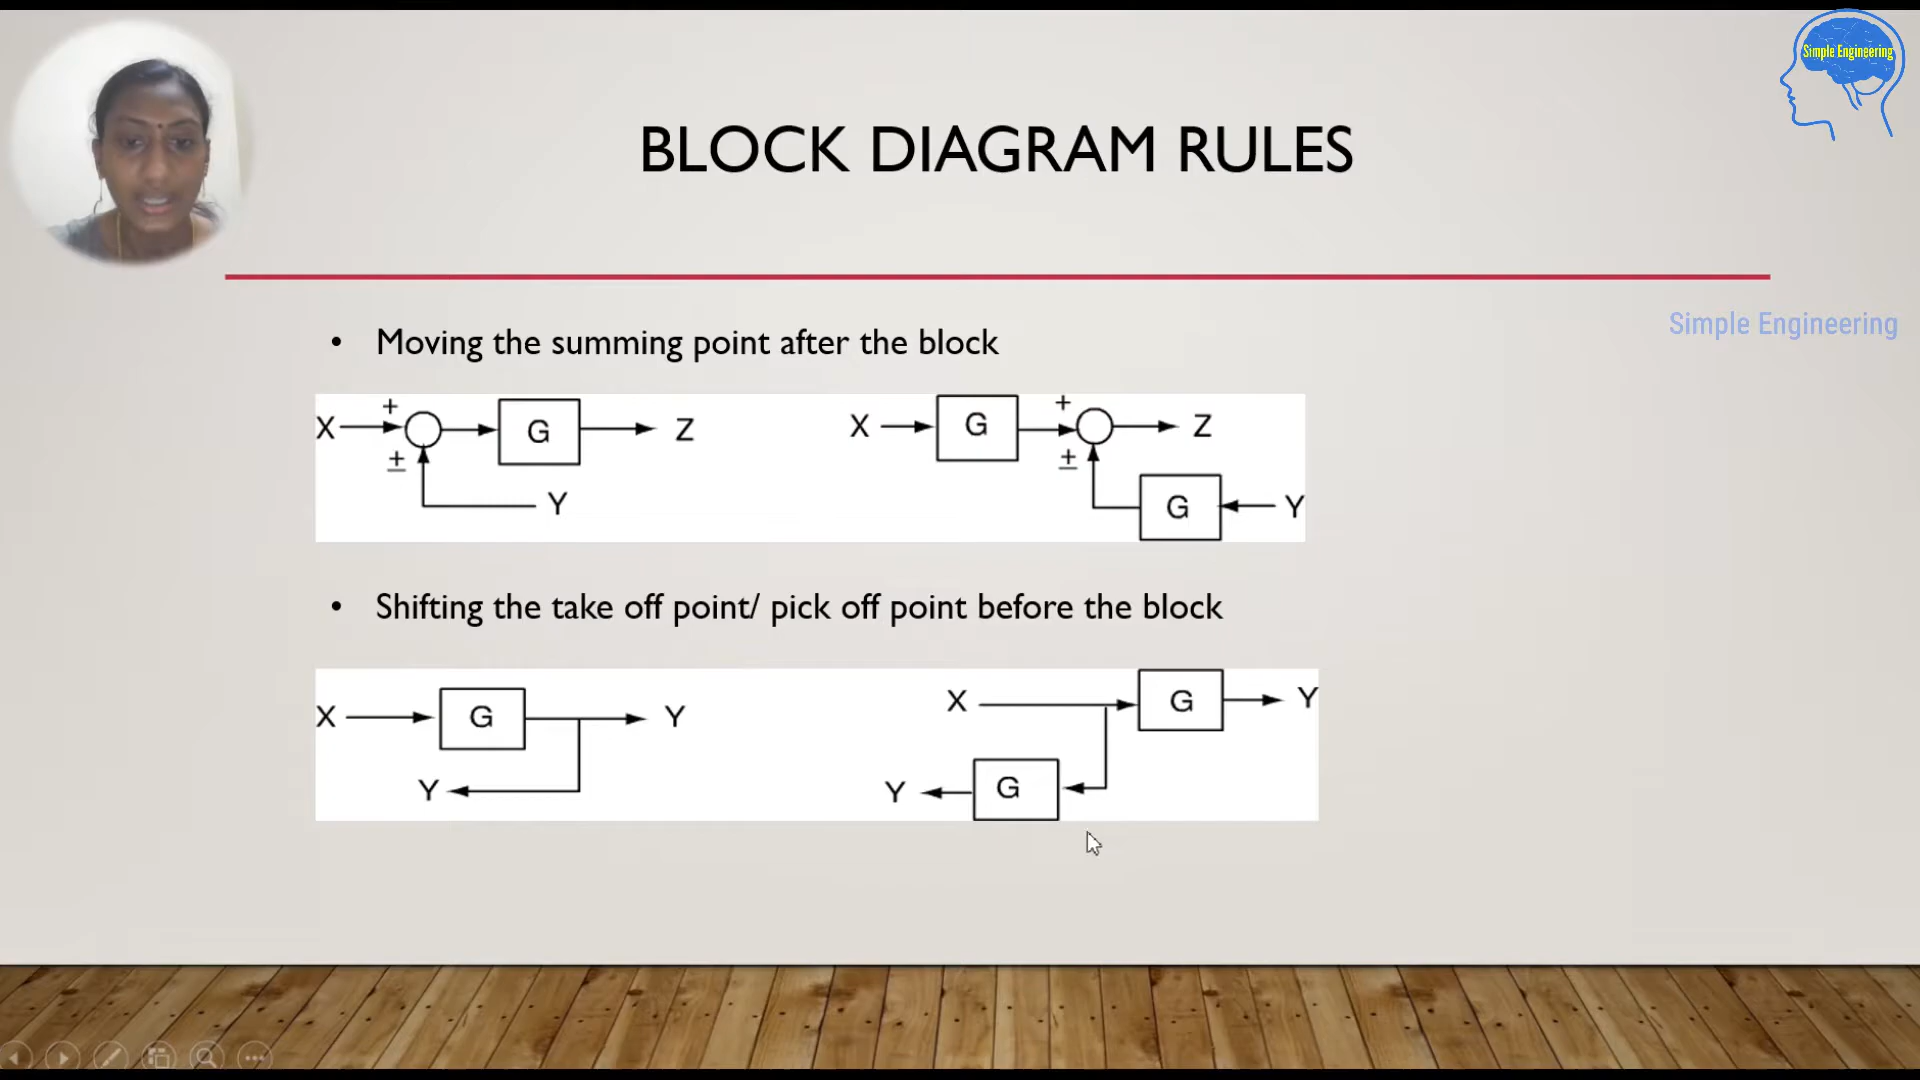 Simple Engineering
BLOCK DIAGRAM RULES
Simple Engineering
• Moving the summing point after the block
X + ± G Z Y
X G + ± Z G Y
• Shifting the take off point/ pick off point before the block
X G Y
Y
X G Y
Y G